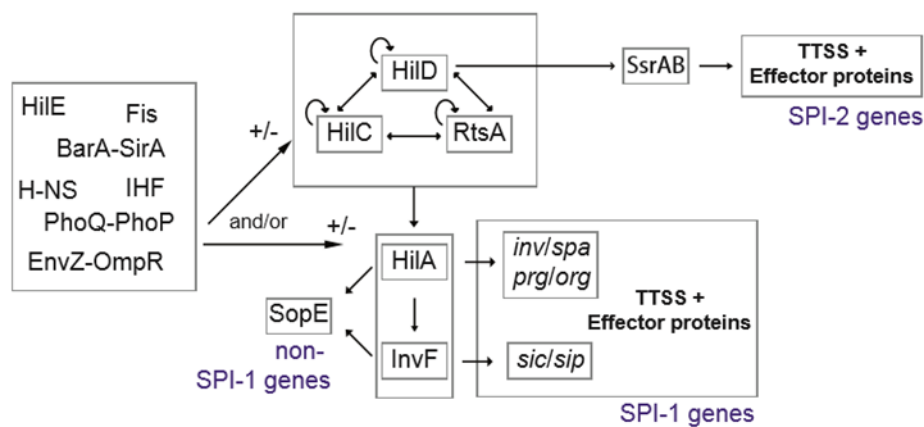 HilE
Fis
BarA-SirA
H-NS
IHF
PhoQ-PhoP
EnvZ-OmpR
+/-
and/or
+/-
HilD
HilC
RtsA
SsrAB
TTSS +
Effector proteins
SPI-2 genes
HilA
InvF
SopE
non-
SPI-1 genes
inv/spa
prg/org
sic/sip
TTSS +
Effector proteins
SPI-1 genes